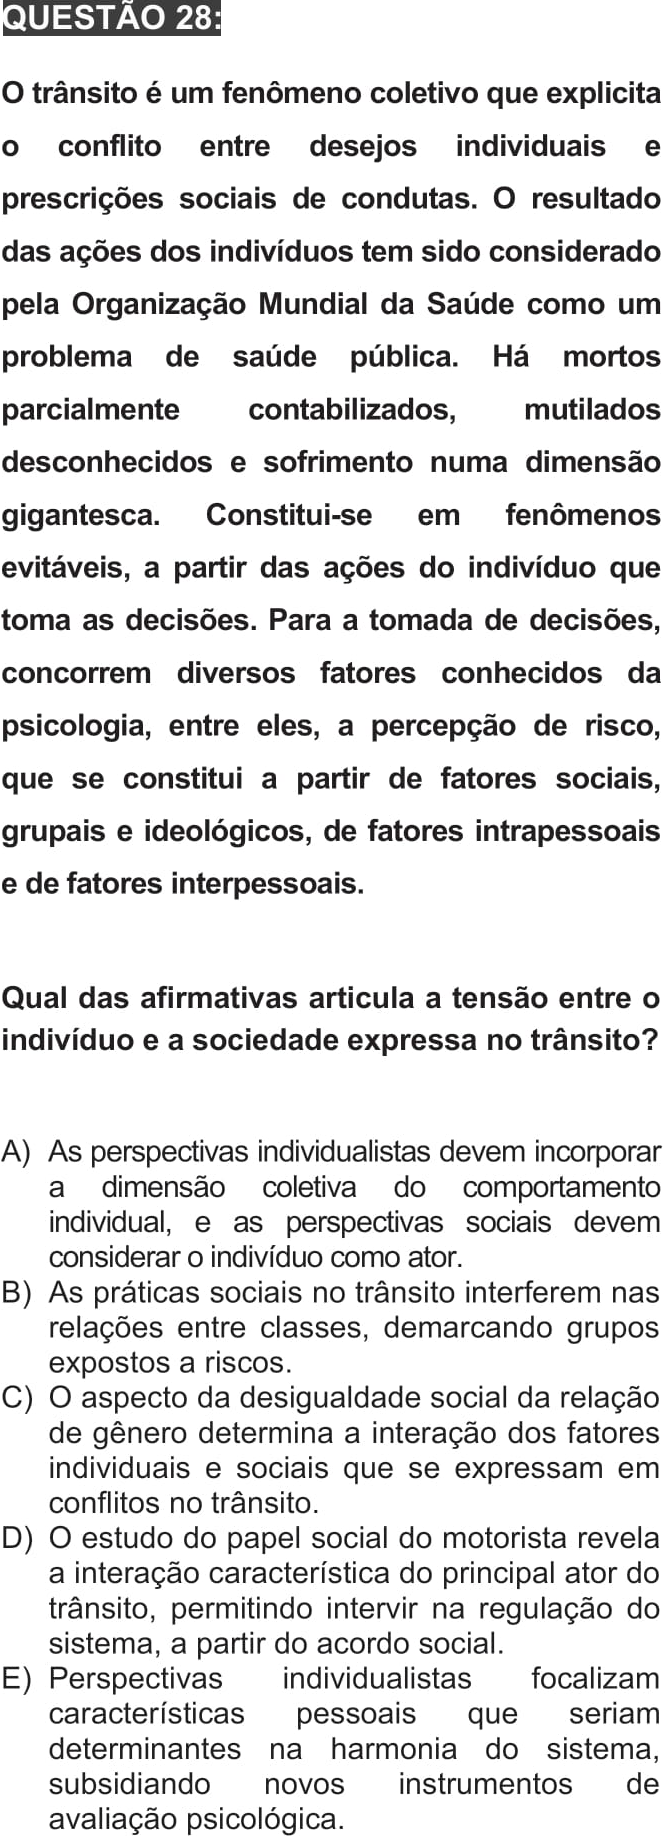 QUESTÃO 28:
O trânsito é um fenômeno coletivo que explicita
o conflito entre desejos individuais e
prescrições sociais de condutas. O resultado
das ações dos indivíduos tem sido considerado
pela Organização Mundial da Saúde como um
problema de saúde pública. Há mortos
parcialmente contabilizados, mutilados
desconhecidos e sofrimento numa dimensão
gigantesca. Constitui-se em fenômenos
evitáveis, a partir das ações do indivíduo que
toma as decisões. Para a tomada de decisões,
concorrem diversos fatores conhecidos da
psicologia, entre eles, a percepção de risco,
que se constitui a partir de fatores sociais,
grupais e ideológicos, de fatores intrapessoais
e de fatores interpessoais.
Qual das afirmativas articula a tensão entre o
indivíduo e a sociedade expressa no trânsito?
A) As perspectivas individualistas devem incorporar
a dimensão coletiva do comportamento
individual, e as perspectivas sociais devem
considerar o indivíduo como ator.
B) As práticas sociais no trânsito interferem nas
relações entre classes, demarcando grupos
expostos a riscos.
C) O aspecto da desigualdade social da relação
de gênero determina a interação dos fatores
individuais e sociais que se expressam em
conflitos no trânsito.
D) O estudo do papel social do motorista revela
a interação característica do principal ator do
trânsito, permitindo intervir na regulação do
sistema, a partir do acordo social.
E) Perspectivas individualistas focalizam
características pessoais que seriam
determinantes na harmonia do sistema,
subsidiando novos instrumentos de
avaliação psicológica.